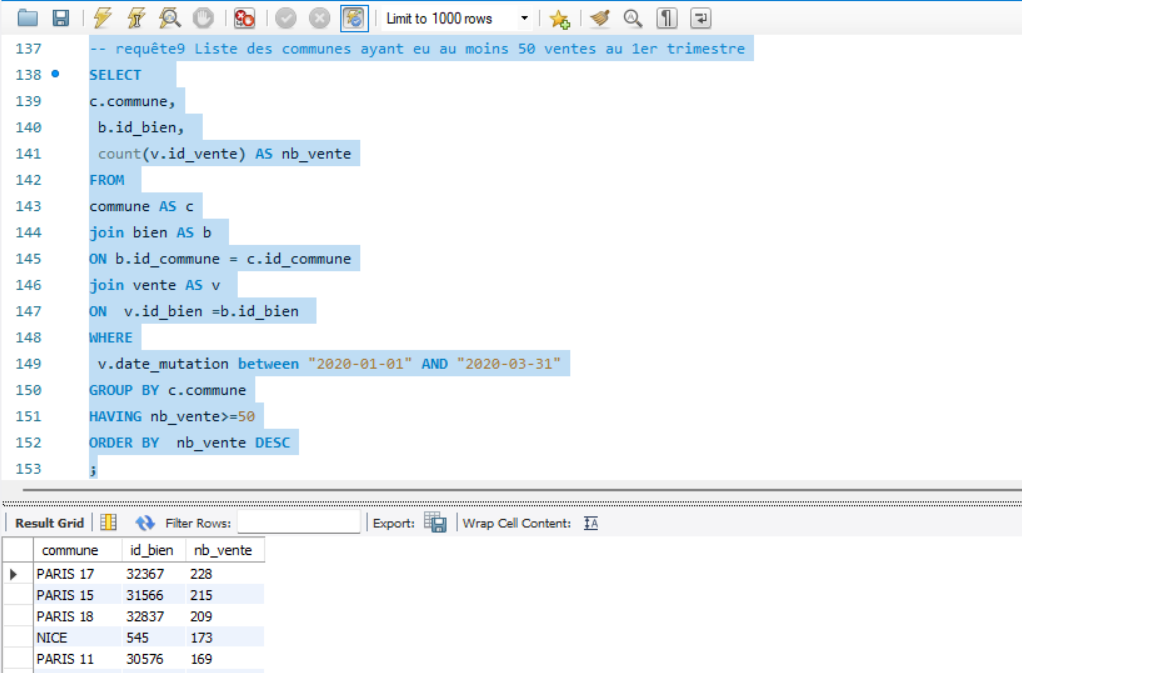 Limit to 1000 rows
137 -- requête9 Liste des communes ayant eu au moins 50 ventes au 1er trimestre
138 SELECT
139 c.commune,
140 b.id_bien,
141 count(v.id_vente) AS nb_vente
142 FROM
143 commune AS c
144 join bien AS b
145 ON b.id_commune = c.id_commune
146 join vente AS v
147 ON  v.id_bien =b.id_bien
148 WHERE
149 v.date_mutation between "2020-01-01" AND "2020-03-31"
150 GROUP BY c.commune
151 HAVING nb_vente>=50
152 ORDER BY  nb_vente DESC
153 ;
Result Grid Filter Rows: Export: Wrap Cell Content: IA
commune id_bien nb_vente
PARIS 17 32367 228
PARIS 15 31566 215
PARIS 18 32837 209
NICE 545 173
PARIS 11 30576 169